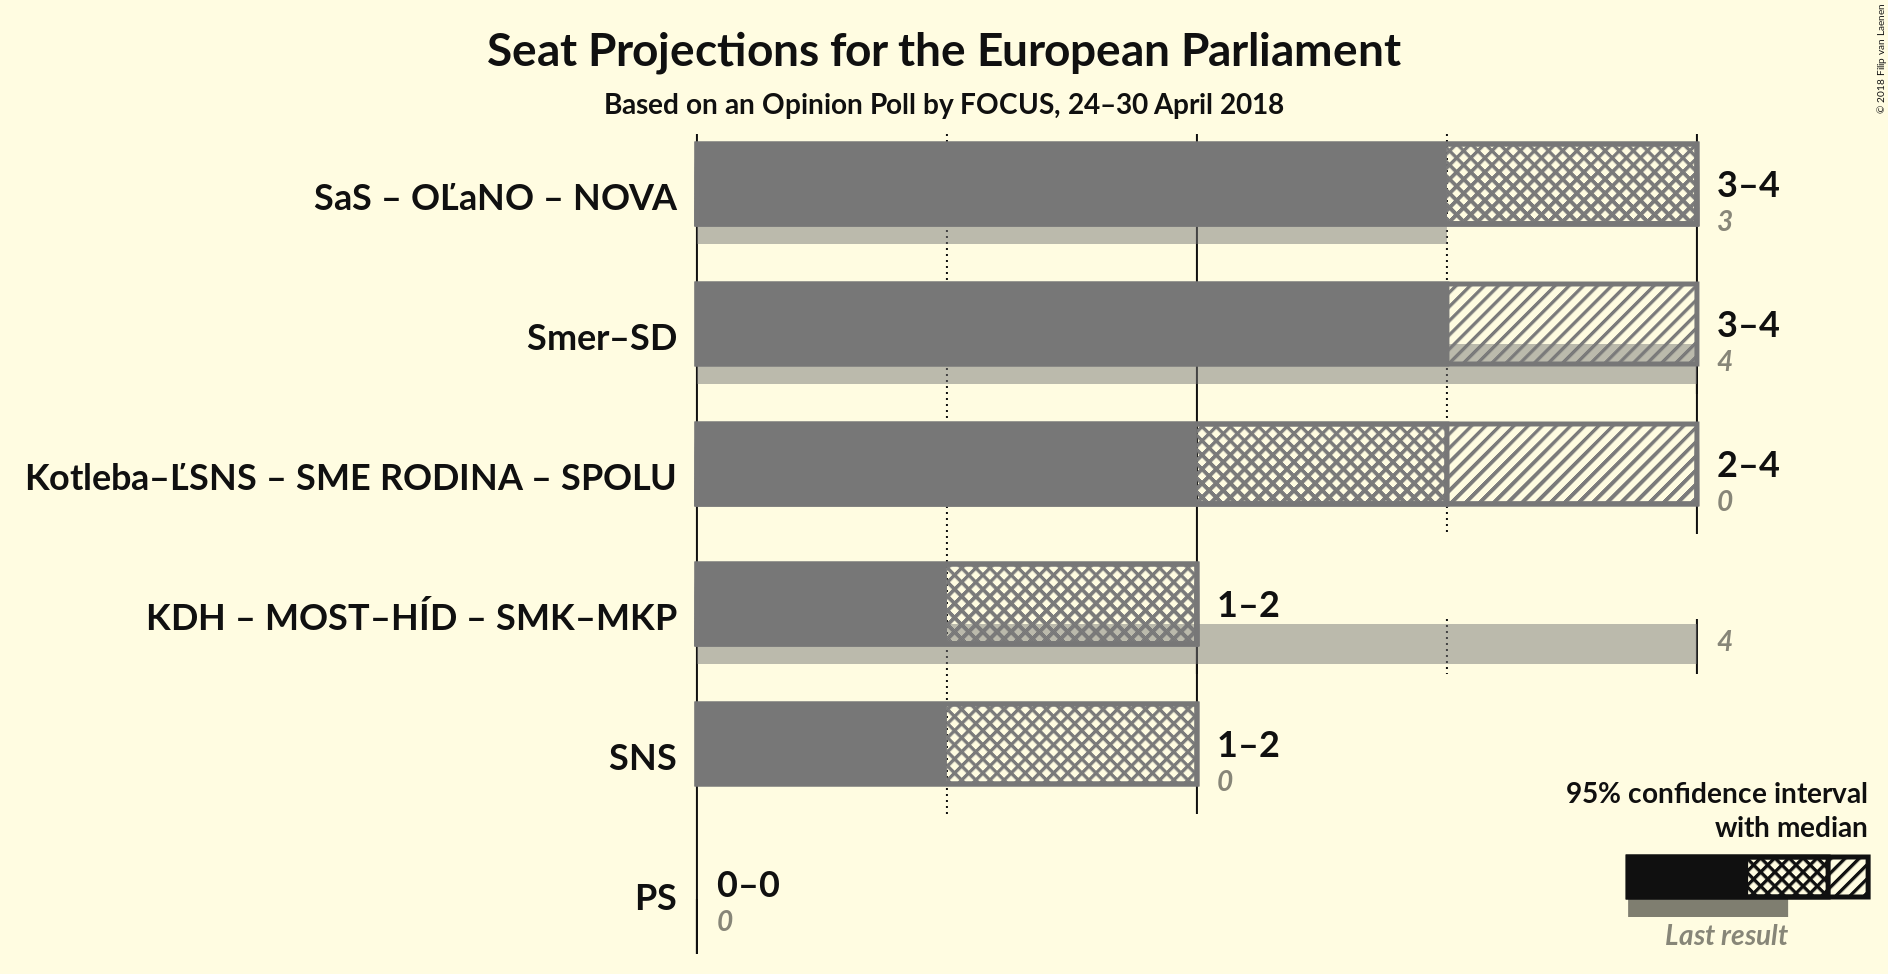 Seat Projections for the European Parliament
Based on an Opinion Poll by FOCUS, 24–30 April 2018
© 2018 Filip van Laenen
SaS – OĽaNO – NOVA
3–4
3
Smer–SD
3–4
4
Kotleba–ĽSNS – SME RODINA – SPOLU
2–4
0
KDH – MOST–HÍD – SMK–MKP
1–2
4
SNS
1–2
0
PS
0–0
0
95% confidence interval
with median
Last result